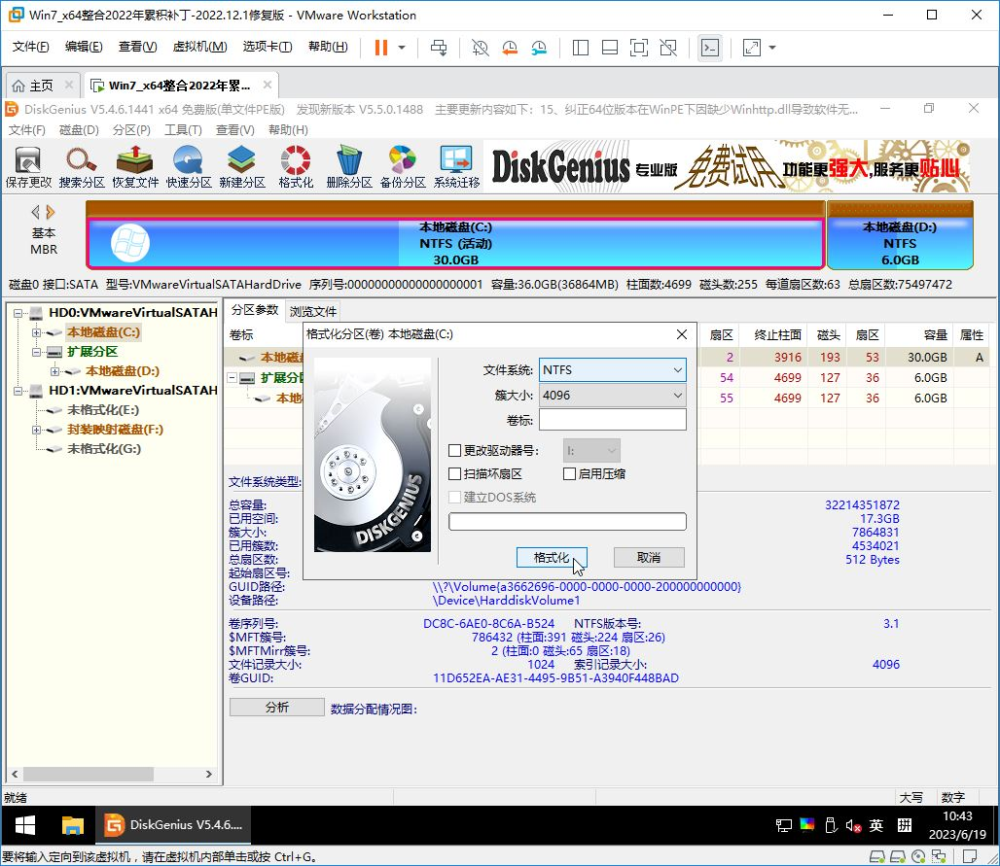 Win7_x64整合2022年累积补丁-2022.12.1修复版 - VMware Workstation
文件(F) 编辑(E) 查看(V) 虚拟机(M) 选项卡(T) 帮助(H)
主页 Win7_x64整合2022年累...
DiskGenius V5.4.6.1441 x64 免费版(单文件PE版) 发现新版本 V5.5.0.1488 主要更新内容如下：15、纠正64位版本在WinPE下因缺少Winhttp.dll导致软件无...
文件(F) 磁盘(D) 分区(P) 工具(T) 查看(V) 帮助(H)
保存更改 搜索分区 恢复文件 快速分区 新建分区 格式化 删除分区 备份分区 系统迁移
DiskGenius 专业版 免费试用 功能更强大,服务更贴心
基本
MBR
本地磁盘(C:)
NTFS (活动)
30.0GB
本地磁盘(D:)
NTFS
6.0GB
磁盘0 接口:SATA 型号:VMwareVirtualSATAHardDrive 序列号:00000000000000000001 容量:36.0GB(36864MB) 柱面数:4699 磁头数:255 每道扇区数:63 总扇区数:75497472
HD0:VMwareVirtualSATAH
本地磁盘(C:)
扩展分区
本地磁盘(D:)
HD1:VMwareVirtualSATAH
未格式化(E:)
封装映射磁盘(F:)
未格式化(G:)
分区参数 浏览文件
卷标 扇区 终止柱面 磁头 扇区 容量 属性
本地磁盘 2 3916 193 53 30.0GB A
扩展分 54 4699 127 36 6.0GB
本地 55 4699 127 36 6.0GB
格式化分区(卷) 本地磁盘(C:)
文件系统: NTFS
簇大小: 4096
卷标:
更改驱动器号: I:
扫描坏扇区 启用压缩
建立DOS系统
格式化 取消
DISKGENIUS
文件系统类型:
总容量: 32214351872
已用空间: 17.3GB
簇大小: 7864831
已用簇数: 4534021
总扇区数: 512 Bytes
起始扇区号:
GUID路径: \\?\Volume{a3662696-0000-0000-0000-200000000000}
设备路径: \Device\HarddiskVolume1
卷序列号: DC8C-6AE0-8C6A-B524 NTFS版本号: 3.1
$MFT簇号: 786432 (柱面:391 磁头:224 扇区:26)
$MFTMirr簇号: 2 (柱面:0 磁头:65 扇区:18)
文件记录大小: 1024 索引记录大小: 4096
卷GUID: 11D652EA-AE31-4495-9B51-A3940F448BAD
分析 数据分配情况图:
就绪 大写 数字
DiskGenius V5.4.6....
英 拼
10:43
2023/6/19
要将输入定向到该虚拟机，请在虚拟机内部单击或按 Ctrl+G。